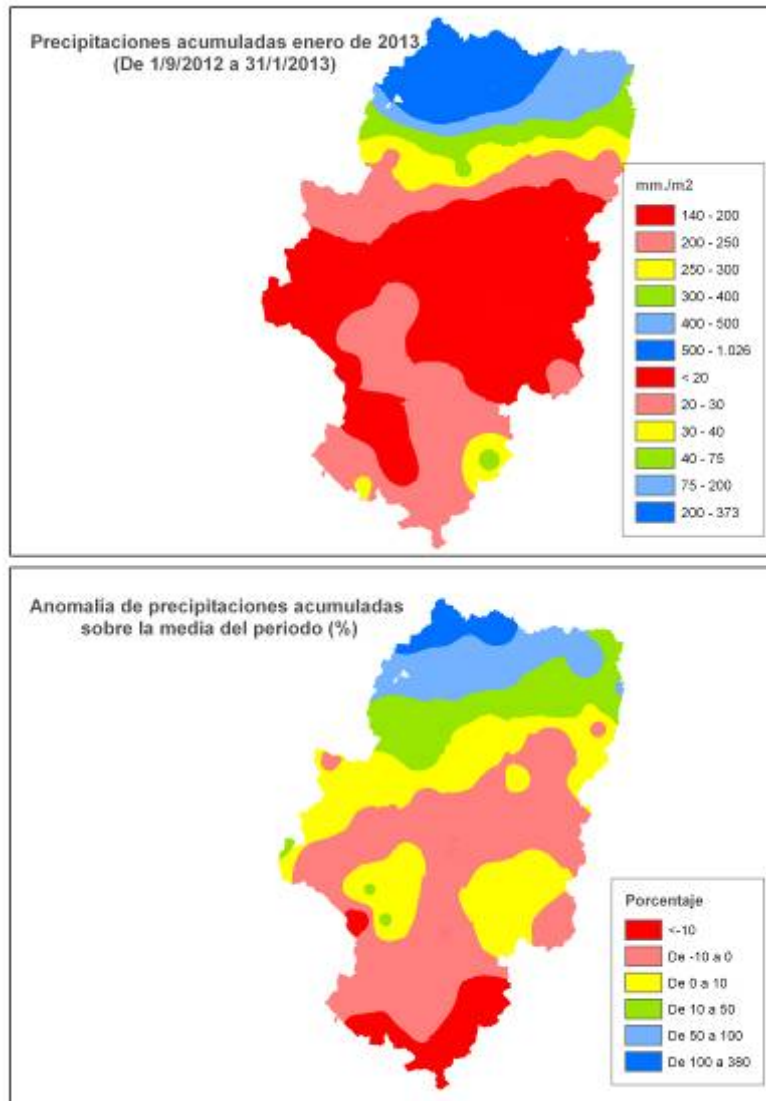 Precipitaciones acumuladas enero de 2013
(De 1/9/2012 a 31/1/2013)
mm./m2
140 - 200
200 - 250
250 - 300
300 - 400
400 - 500
500 - 1.026
< 20
20 - 30
30 - 40
40 - 75
75 - 200
200 - 373
Anomalia de precipitaciones acumuladas
sobre la media del periodo (%)
Porcentaje
<-10
De -10 a 0
De 0 a 10
De 10 a 50
De 50 a 100
De 100 a 380